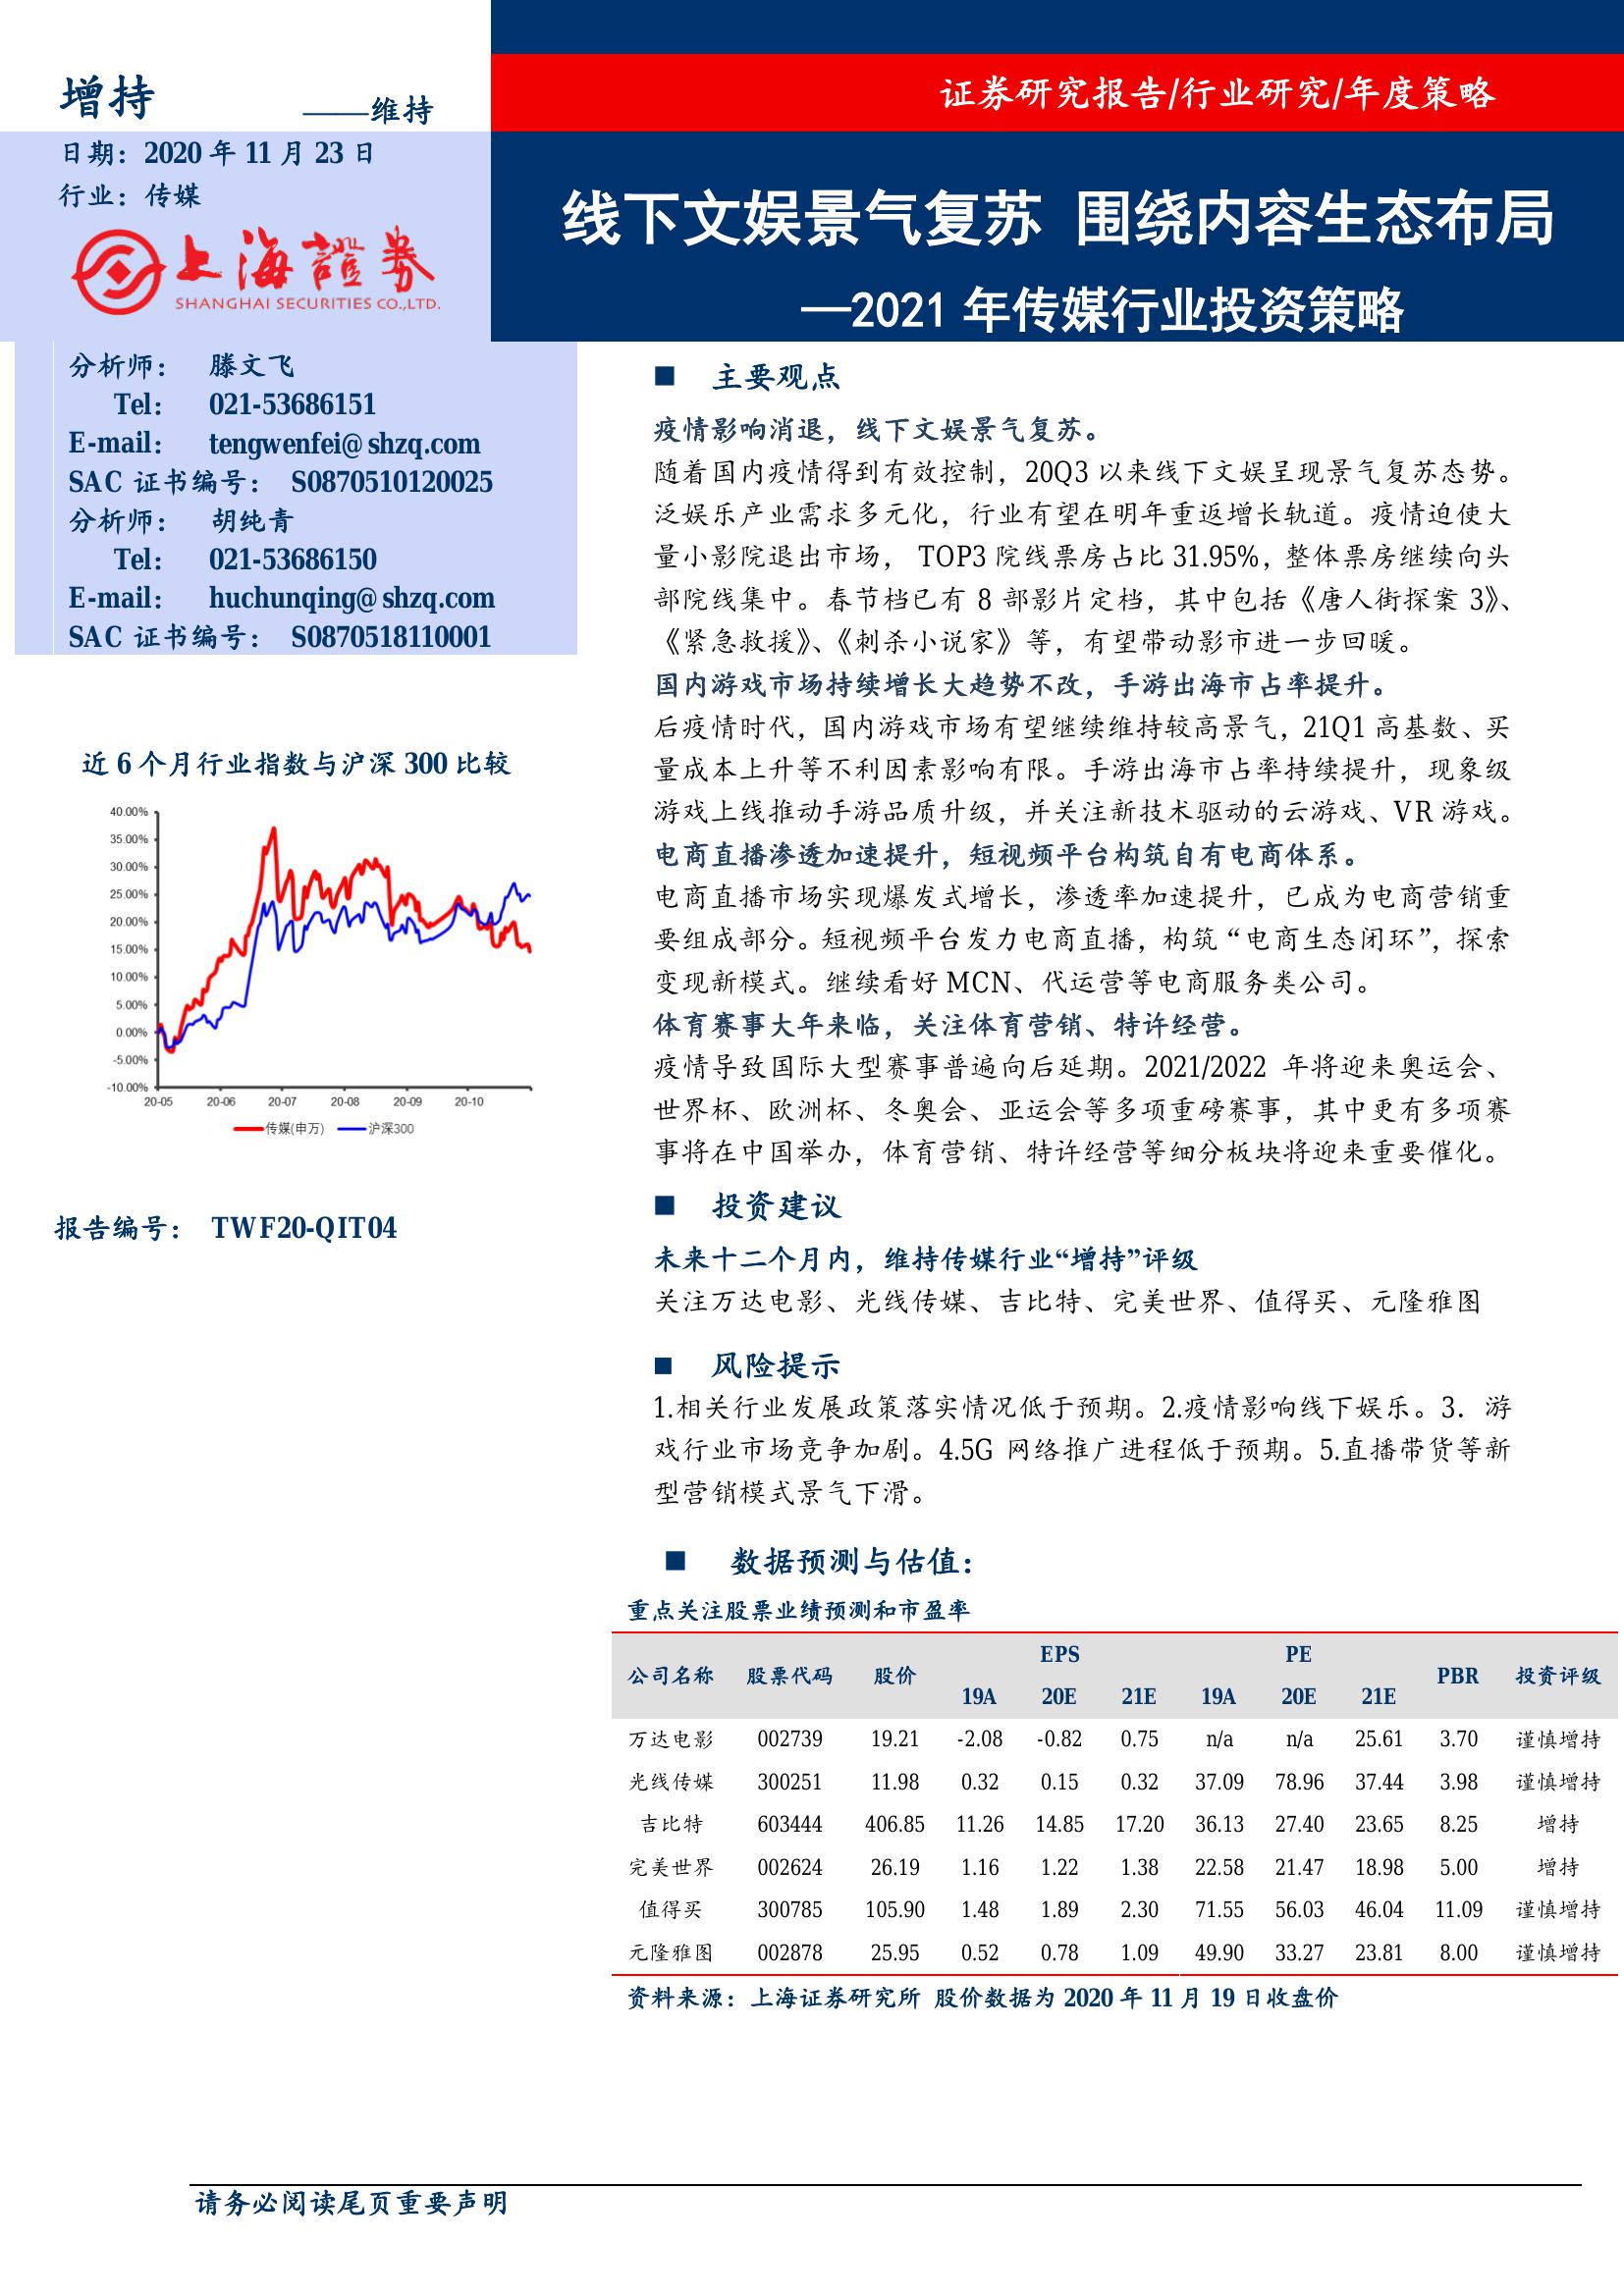 增持
——维持
日期：2020 年 11 月 23 日
行业：传媒
上海證券
SHANGHAI SECURITIES CO.,LTD.
证券研究报告/行业研究/年度策略
线下文娱景气复苏 围绕内容生态布局
—2021 年传媒行业投资策略
分析师： 滕文飞
Tel： 021-53686151
E-mail： tengwenfei@shzq.com
SAC 证书编号： S0870510120025
分析师： 胡纯青
Tel： 021-53686150
E-mail： huchunqing@shzq.com
SAC 证书编号： S0870518110001
近 6 个月行业指数与沪深 300 比较
40.00%
35.00%
30.00%
25.00%
20.00%
15.00%
10.00%
5.00%
0.00%
-5.00%
-10.00%
20-05 20-06 20-07 20-08 20-09 20-10
传媒(申万) 沪深300
报告编号： TWF20-QIT04
■ 主要观点
疫情影响消退，线下文娱景气复苏。
随着国内疫情得到有效控制，20Q3 以来线下文娱呈现景气复苏态势。
泛娱乐产业需求多元化，行业有望在明年重返增长轨道。疫情迫使大
量小影院退出市场， TOP3 院线票房占比 31.95%，整体票房继续向头
部院线集中。春节档已有 8 部影片定档，其中包括《唐人街探案 3》、
《紧急救援》、《刺杀小说家》等，有望带动影市进一步回暖。
国内游戏市场持续增长大趋势不改，手游出海市占率提升。
后疫情时代，国内游戏市场有望继续维持较高景气，21Q1 高基数、买
量成本上升等不利因素影响有限。手游出海市占率持续提升，现象级
游戏上线推动手游品质升级，并关注新技术驱动的云游戏、VR 游戏。
电商直播渗透加速提升，短视频平台构筑自有电商体系。
电商直播市场实现爆发式增长，渗透率加速提升，已成为电商营销重
要组成部分。短视频平台发力电商直播，构筑“电商生态闭环”，探索
变现新模式。继续看好 MCN、代运营等电商服务类公司。
体育赛事大年来临，关注体育营销、特许经营。
疫情导致国际大型赛事普遍向后延期。2021/2022 年将迎来奥运会、
世界杯、欧洲杯、冬奥会、亚运会等多项重磅赛事，其中更有多项赛
事将在中国举办，体育营销、特许经营等细分板块将迎来重要催化。
■ 投资建议
未来十二个月内，维持传媒行业“增持”评级
关注万达电影、光线传媒、吉比特、完美世界、值得买、元隆雅图
■ 风险提示
1.相关行业发展政策落实情况低于预期。2.疫情影响线下娱乐。3. 游
戏行业市场竞争加剧。4.5G 网络推广进程低于预期。5.直播带货等新
型营销模式景气下滑。
■ 数据预测与估值：
重点关注股票业绩预测和市盈率
公司名称 股票代码 股价 EPS PE PBR 投资评级
19A 20E 21E 19A 20E 21E
万达电影 002739 19.21 -2.08 -0.82 0.75 n/a n/a 25.61 3.70 谨慎增持
光线传媒 300251 11.98 0.32 0.15 0.32 37.09 78.96 37.44 3.98 谨慎增持
吉比特 603444 406.85 11.26 14.85 17.20 36.13 27.40 23.65 8.25 增持
完美世界 002624 26.19 1.16 1.22 1.38 22.58 21.47 18.98 5.00 增持
值得买 300785 105.90 1.48 1.89 2.30 71.55 56.03 46.04 11.09 谨慎增持
元隆雅图 002878 25.95 0.52 0.78 1.09 49.90 33.27 23.81 8.00 谨慎增持
资料来源：上海证券研究所 股价数据为 2020 年 11 月 19 日收盘价
请务必阅读尾页重要声明